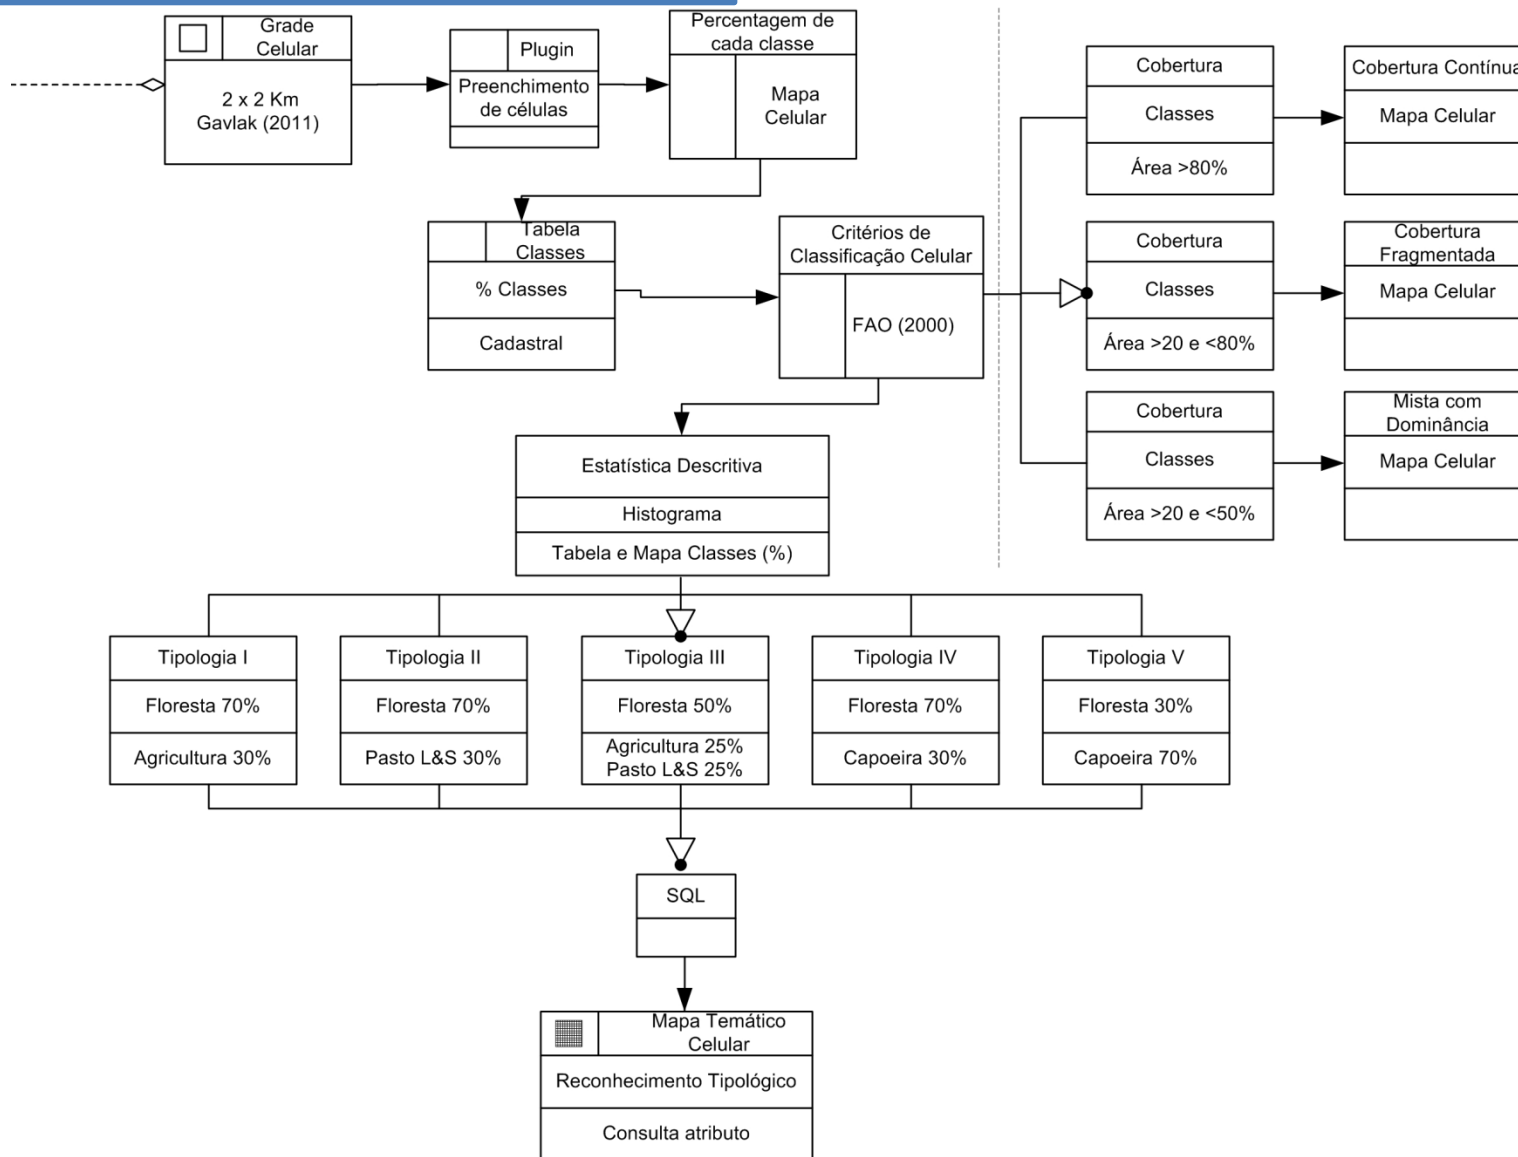 Grade
Celular
2 x 2 Km
Gavlak (2011)
Plugin
Preenchimento
de células
Percentagem de
cada classe
Mapa
Celular
Tabela
Classes
% Classes
Cadastral
Critérios de
Classificação Celular
FAO (2000)
Cobertura
Classes
Área >80%
Cobertura Contínua
Mapa Celular
Cobertura
Classes
Área >20 e <80%
Cobertura
Fragmentada
Mapa Celular
Cobertura
Classes
Área >20 e <50%
Mista com
Dominância
Mapa Celular
Estatística Descritiva
Histograma
Tabela e Mapa Classes (%)
Tipologia I
Floresta 70%
Agricultura 30%
Tipologia II
Floresta 70%
Pasto L&S 30%
Tipologia III
Floresta 50%
Agricultura 25%
Pasto L&S 25%
Tipologia IV
Floresta 70%
Capoeira 30%
Tipologia V
Floresta 30%
Capoeira 70%
SQL
Mapa Temático
Celular
Reconhecimento Tipológico
Consulta atributo